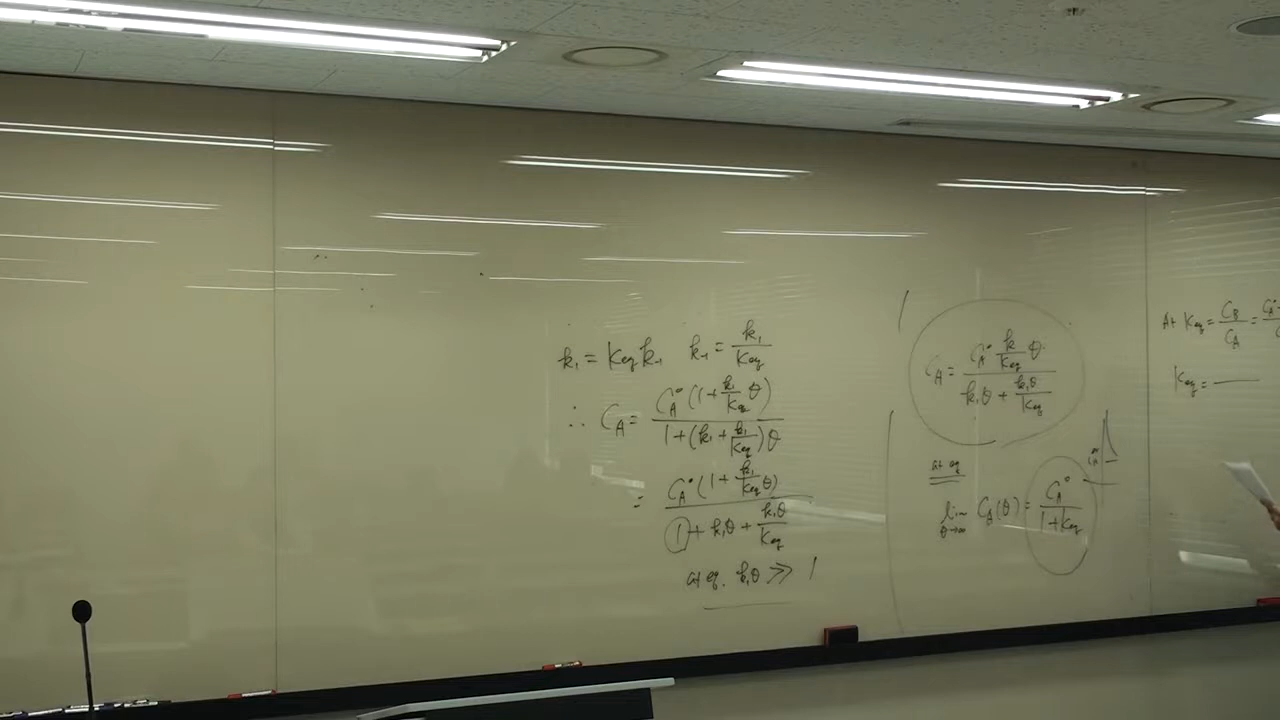 k₁ = Keq k₋₁   k₋₁ = k₁/Keq
∴ C_A = C_A°(1 + (k₁/Keq)θ) / (1 + (k₁ + k₁/Keq)θ)
= C_A°(1 + (k₁/Keq)θ) / (1 + k₁θ + k₁θ/Keq)
at eq. k₁θ >> 1
C_A = C_A° (k₁/Keq) θ / (k₁θ + k₁θ/Keq)
at eq
lim θ→∞ C_A(θ) = C_A° / (1 + Keq)
At Keq = C_B/C_A =
Keq =